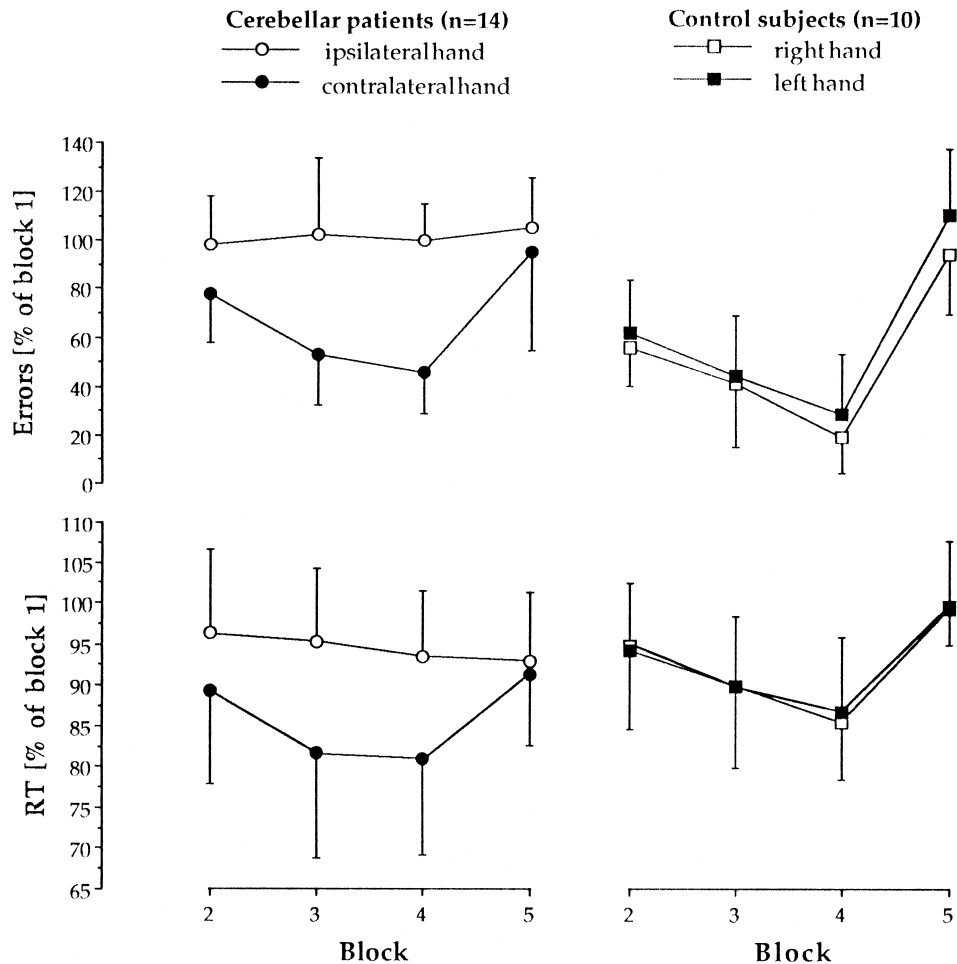 Cerebellar patients (n=14)
ipsilateral hand
contralateral hand
Control subjects (n=10)
right hand
left hand
Errors [% of block 1]
140
120
100
80
60
40
20
0
RT [% of block 1]
110
105
100
95
90
85
80
75
70
65
2 3 4 5
Block
2 3 4 5
Block